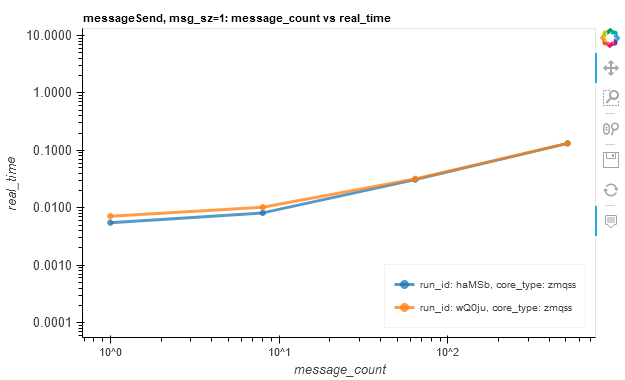 messageSend, msg_sz=1: message_count vs real_time
10.0000
1.0000
0.1000
0.0100
0.0010
0.0001
real_time
10^0
10^1
10^2
message_count
run_id: haMSb, core_type: zmqss
run_id: wQ0ju, core_type: zmqss